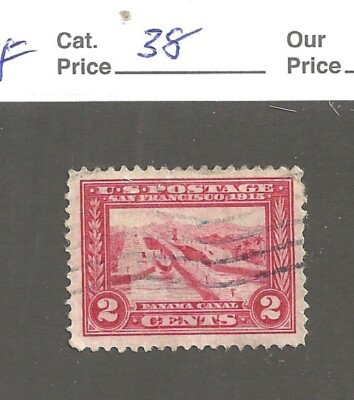 F
Cat. Price 38
Our Price
U.S. POSTAGE
SAN FRANCISCO 1915
PANAMA CANAL
2 CENTS 2